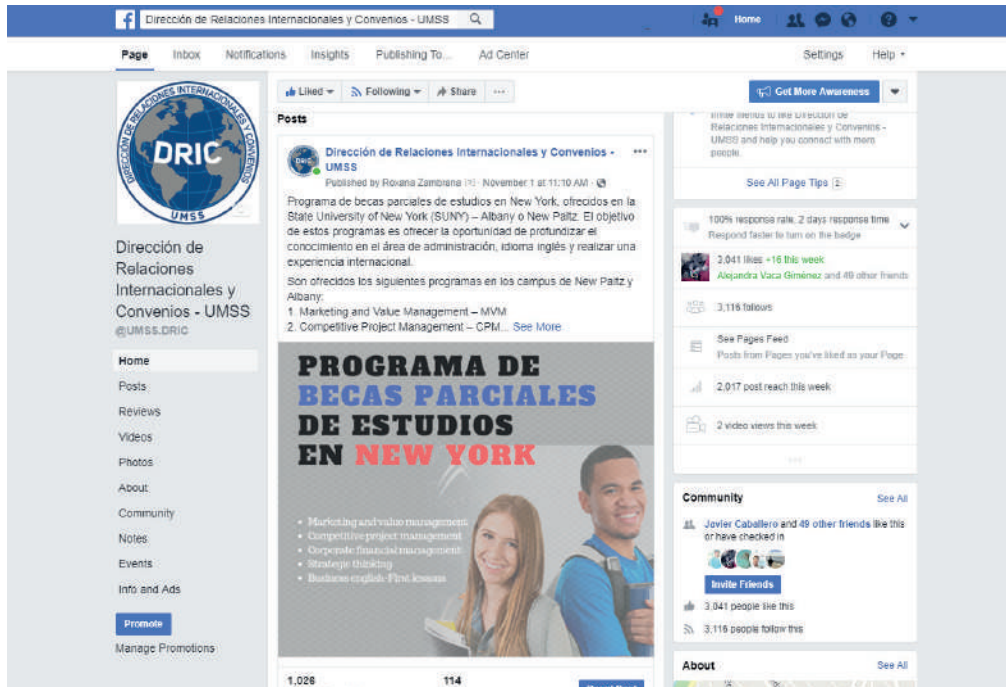 Dirección de Relaciones Internacionales y Convenios - UMSS
Home
Page Inbox Notifications Insights Publishing To... Ad Center Settings Help
DIRECCIÓN DE RELACIONES INTERNACIONALES Y CONVENIOS
DRIC
UMSS
Dirección de
Relaciones
Internacionales y
Convenios - UMSS
@UMSS.DRIC
Home
Posts
Reviews
Videos
Photos
About
Community
Notes
Events
Info and Ads
Promote
Manage Promotions
Liked Following Share ...
Posts
Dirección de Relaciones Internacionales y Convenios -
UMSS
Published by Roxana Zambrana [?] · November 1 at 11:10 AM ·
Programa de becas parciales de estudios en New York, ofrecidos en la
State University of New York (SUNY) – Albany o New Paltz. El objetivo
de estos programas es ofrecer la oportunidad de profundizar el
conocimiento en el área de administración, idioma inglés y realizar una
experiencia internacional.
Son ofrecidos los siguientes programas en los campus de New Paltz y
Albany:
1. Marketing and Value Management – MVM
2. Competitive Project Management – CPM... See More
PROGRAMA DE
BECAS PARCIALES
DE ESTUDIOS
EN NEW YORK
• Marketing and value management
• Competitive project management
• Corporate financial management
• Strategic thinking
• Business english-First lessons
1,026 114
Get More Awareness
Invite friends to like Dirección de
Relaciones Internacionales y Convenios -
UMSS and help you connect with more
people.
See All Page Tips 2
100% response rate, 2 days response time
Respond faster to turn on the badge
3,041 likes +16 this week
Alejandra Vaca Giménez and 49 other friends
3,116 follows
See Pages Feed
Posts from Pages you've liked as your Page
2,017 post reach this week
2 video views this week
...
Community See All
Javier Caballero and 49 other friends like this
or have checked in
Invite Friends
3,041 people like this
3,116 people follow this
About See All